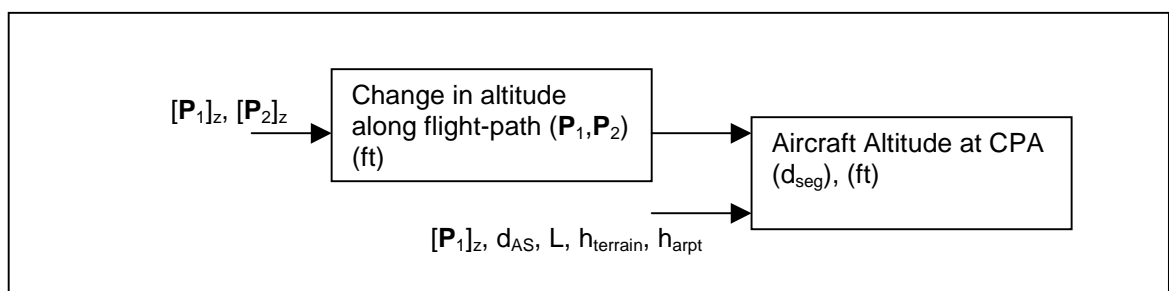 [P₁]z, [P₂]z
Change in altitude
along flight-path (P₁,P₂)
(ft)
Aircraft Altitude at CPA
(dseg), (ft)
[P₁]z, dAS, L, hterrain, harpt